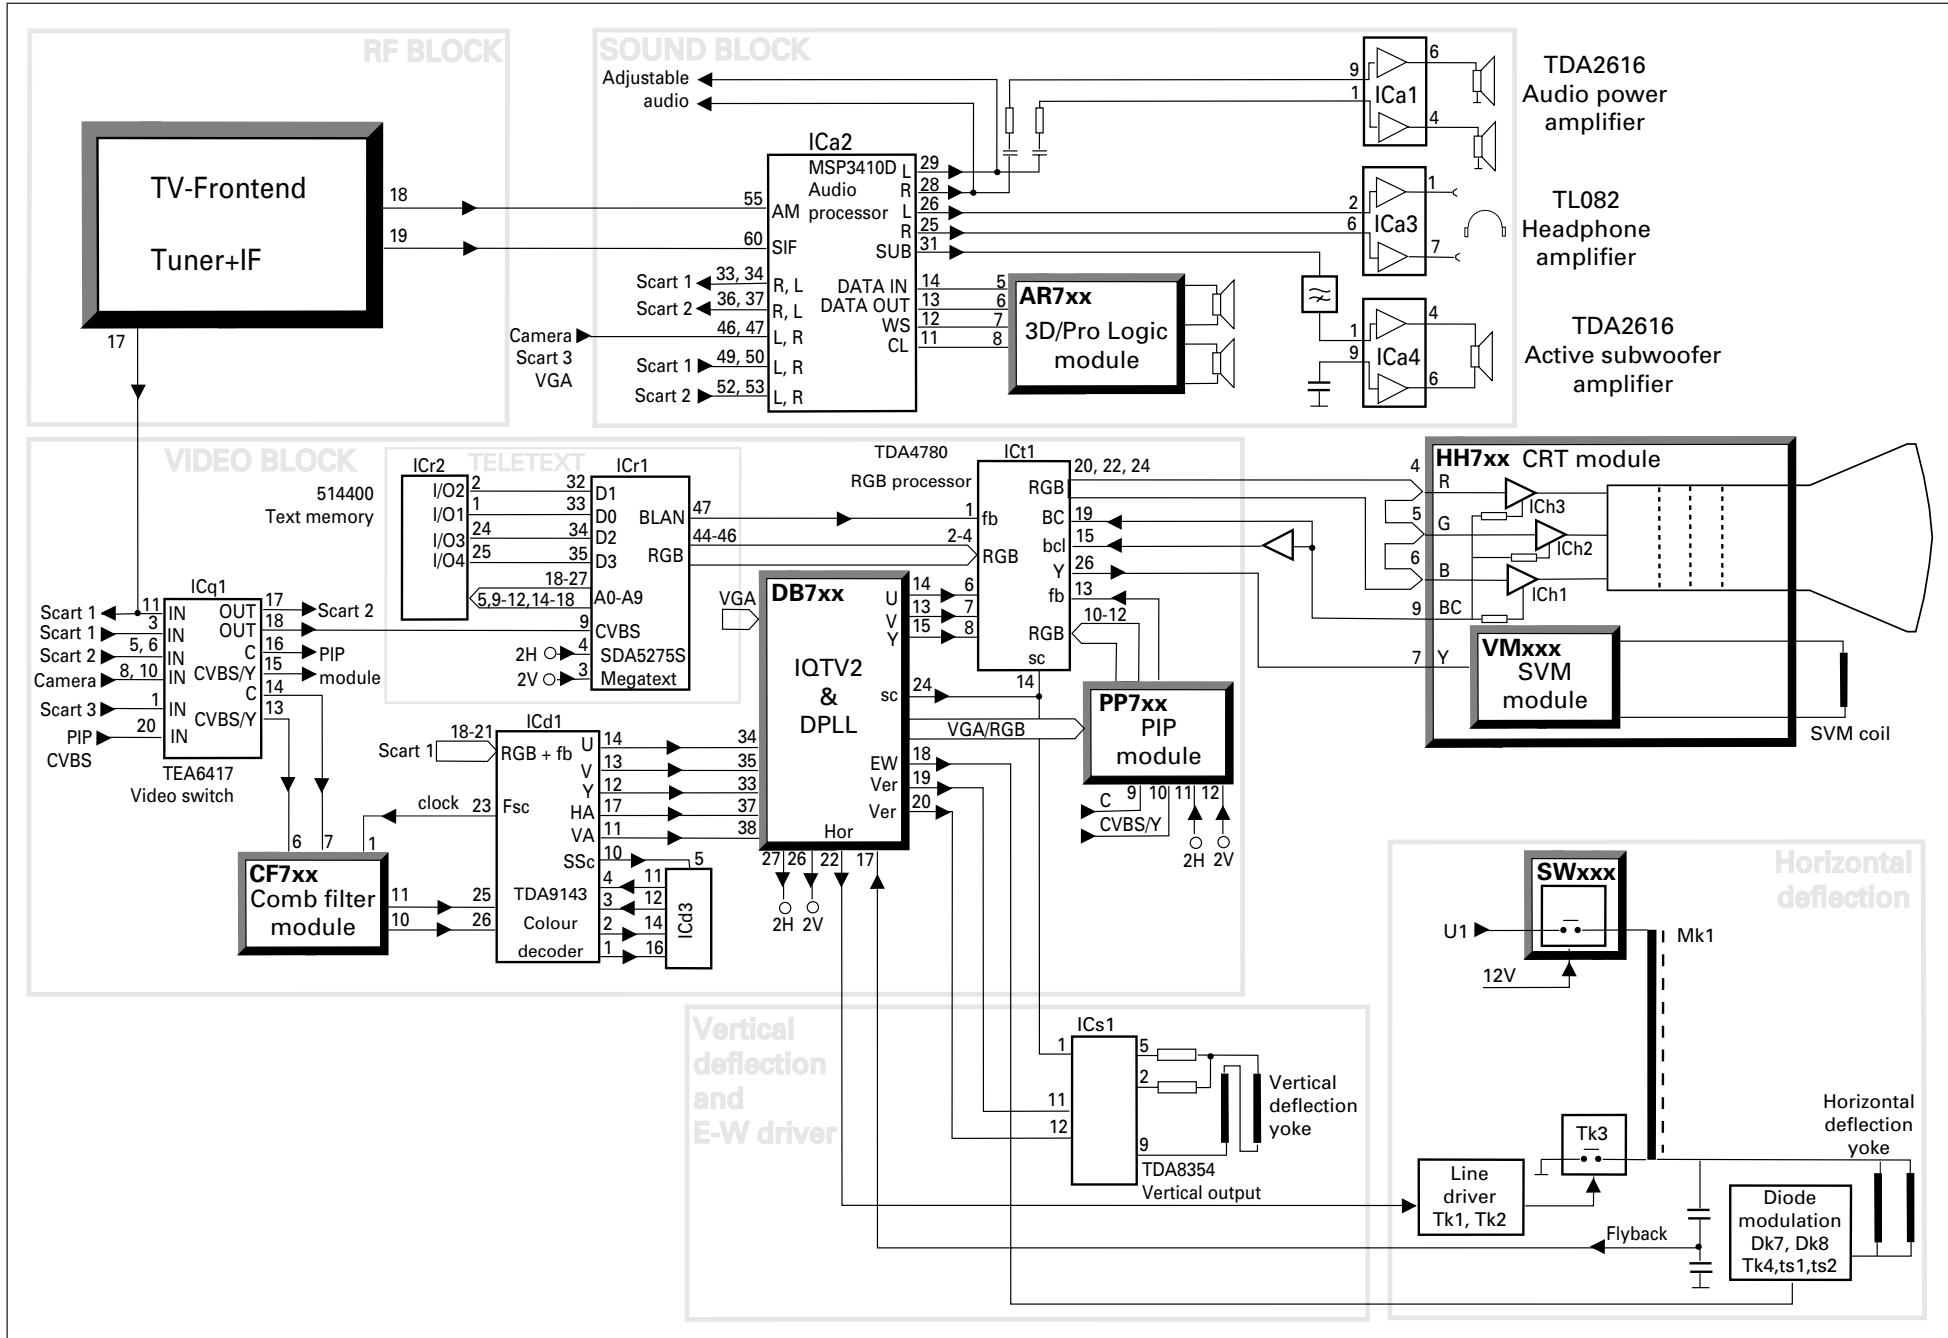 RF BLOCK
TV-Frontend
Tuner+IF
18
19
17
SOUND BLOCK
Adjustable
audio
ICa2
MSP3410D
Audio
processor
L 29
R 28
L 26
R 25
SUB 31
55 AM
60 SIF
Scart 1 33, 34 R, L
Scart 2 36, 37 R, L
Camera 46, 47 L, R
Scart 3
VGA
Scart 1 49, 50 L, R
Scart 2 52, 53 L, R
DATA IN 14 5
DATA OUT 13 6
WS 12 7
CL 11 8
AR7xx
3D/Pro Logic
module
9
1
ICa1
6
4
TDA2616
Audio power
amplifier
2
6
ICa3
1
7
TL082
Headphone
amplifier
1
9
ICa4
4
6
TDA2616
Active subwoofer
amplifier
VIDEO BLOCK
TELETEXT
514400
Text memory
ICr2
I/O2 2
I/O1 1
I/O3 24
I/O4 25
5,9-12,14-18
ICr1
32 D1
33 D0
34 D2
35 D3
18-27 A0-A9
9 CVBS
2H 4 SDA5275S
2V 3 Megatext
BLAN 47
RGB 44-46
ICq1
Scart 1 11 IN
Scart 1 3 IN
Scart 2 5, 6 IN
Camera 8, 10 IN
Scart 3 1 IN
PIP 20 IN
CVBS
OUT 17 Scart 2
OUT 18
C 16 PIP
CVBS/Y 15 module
C 14
CVBS/Y 13
TEA6417
Video switch
6 7 1
CF7xx
Comb filter
module
11
10
clock
ICd1
Scart 1 18-21 RGB + fb
23 Fsc
25
26
U 14
V 13
Y 12
HA 17
VA 11
SSc 10
TDA9143
Colour
decoder
4
3
2
1
5
11
12
14
16
ICd3
VGA
DB7xx
IQTV2
&
DPLL
34
35
33
37
38
U 14
V 13
Y 15
sc 24
EW 18
Ver 19
Ver 20
Hor
27 26 22 17
2H 2V
VGA/RGB
TDA4780
RGB processor
ICt1
1 fb
2-4 RGB
6
7
8
20, 22, 24
RGB
BC 19
bcl 15
Y 26
fb 13
10-12
RGB
sc
14
PP7xx
PIP
module
9 10 11 12
C
CVBS/Y
2H 2V
HH7xx CRT module
4 R
5 G
6 B
9 BC
7 Y
ICh3
ICh2
ICh1
VMxxx
SVM
module
SVM coil
Vertical
deflection
and
E-W driver
ICs1
1
11
12
5
2
9
TDA8354
Vertical output
Vertical
deflection
yoke
Horizontal
deflection
SWxxx
U1
12V
Mk1
Tk3
Line
driver
Tk1, Tk2
Flyback
Horizontal
deflection
yoke
Diode
modulation
Dk7, Dk8
Tk4,ts1,ts2